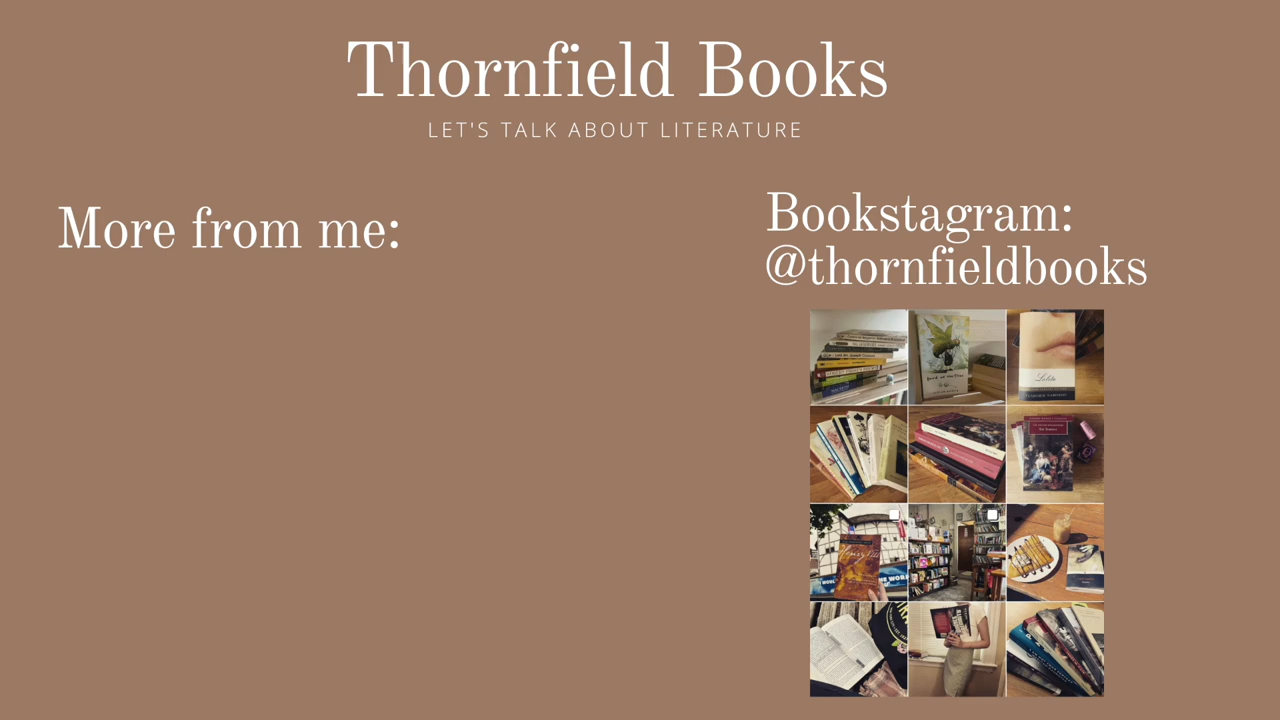 Thornfield Books
LET'S TALK ABOUT LITERATURE
More from me:
Bookstagram:
@thornfieldbooks
Lolita